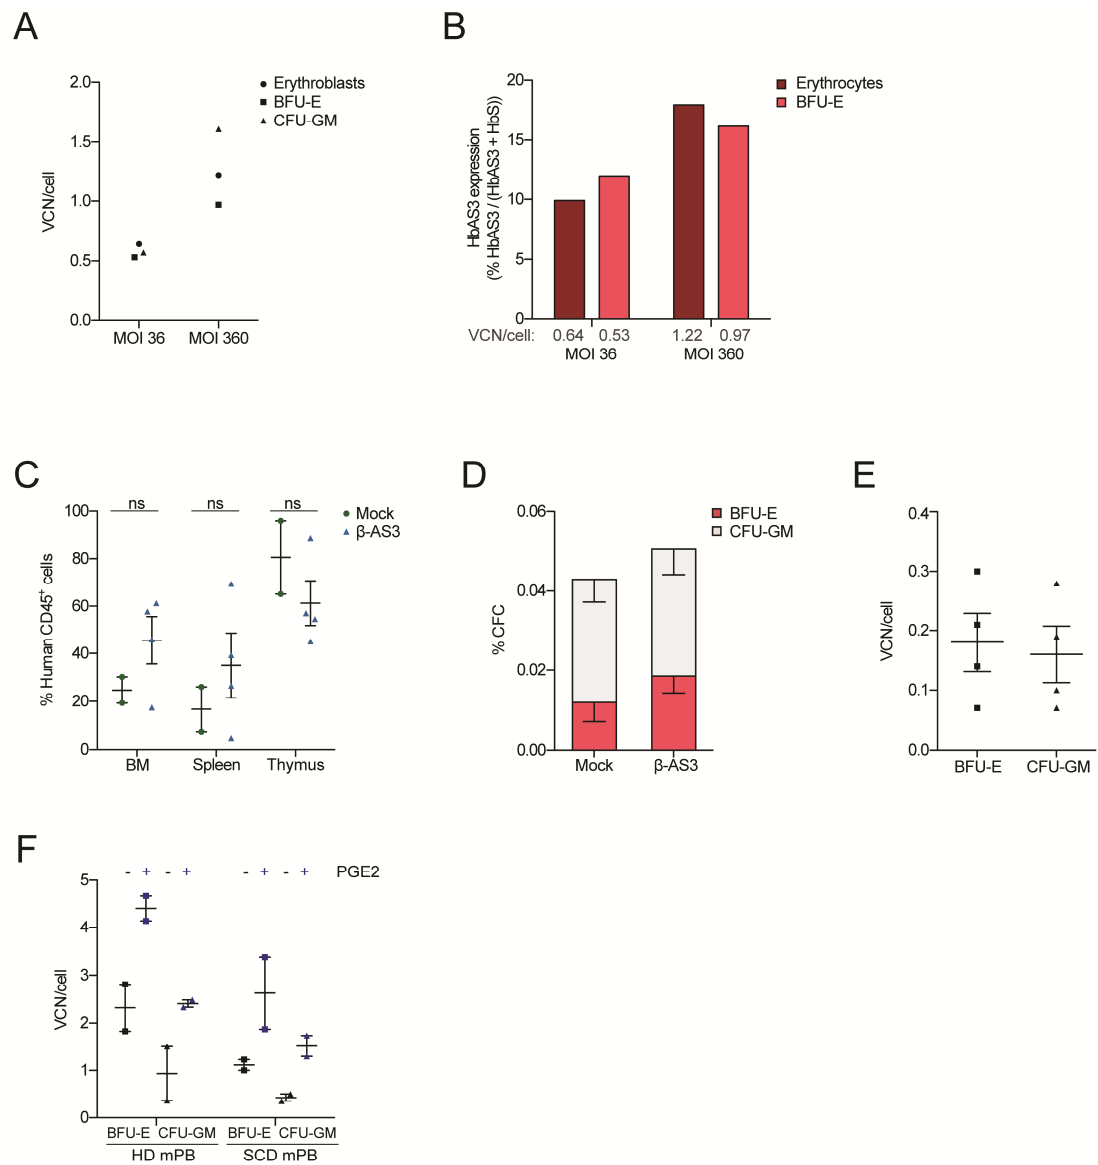 A
2.0
1.5
1.0
0.5
0.0
VCN/cell
MOI 36 MOI 360
Erythroblasts
BFU-E
CFU-GM
B
20
15
10
5
0
HbAS3 expression
(% HbAS3 / (HbAS3 + HbS))
Erythrocytes
BFU-E
VCN/cell: 0.64 0.53 1.22 0.97
MOI 36 MOI 360
C
ns ns ns
100
80
60
40
20
0
% Human CD45+ cells
BM Spleen Thymus
Mock
β-AS3
D
0.06
0.04
0.02
0.00
% CFC
Mock β-AS3
BFU-E
CFU-GM
E
0.4
0.3
0.2
0.1
0.0
VCN/cell
BFU-E CFU-GM
F
- + - + - + - + PGE2
5
4
3
2
1
0
VCN/cell
BFU-E CFU-GM BFU-E CFU-GM
HD mPB SCD mPB